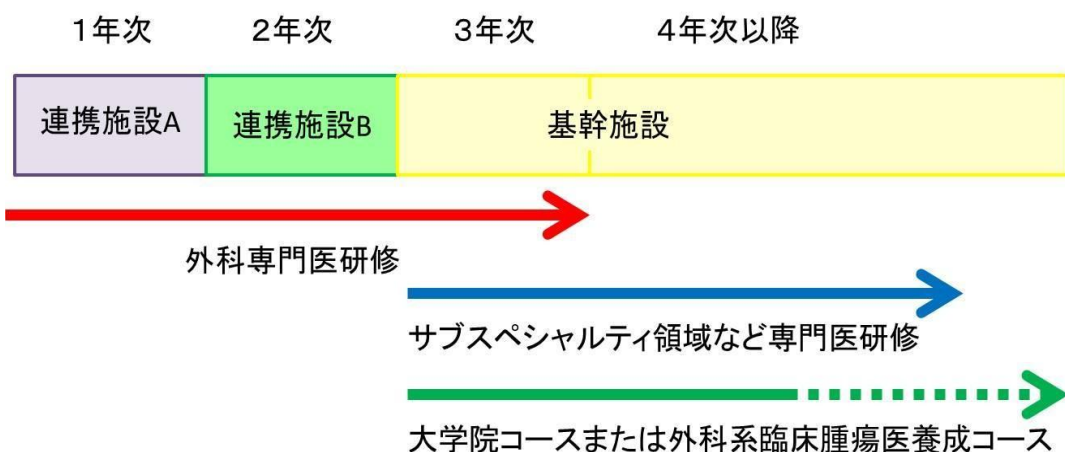 1年次 2年次 3年次 4年次以降
連携施設A 連携施設B 基幹施設
外科専門医研修
サブスペシャルティ領域など専門医研修
大学院コースまたは外科系臨床腫瘍医養成コース